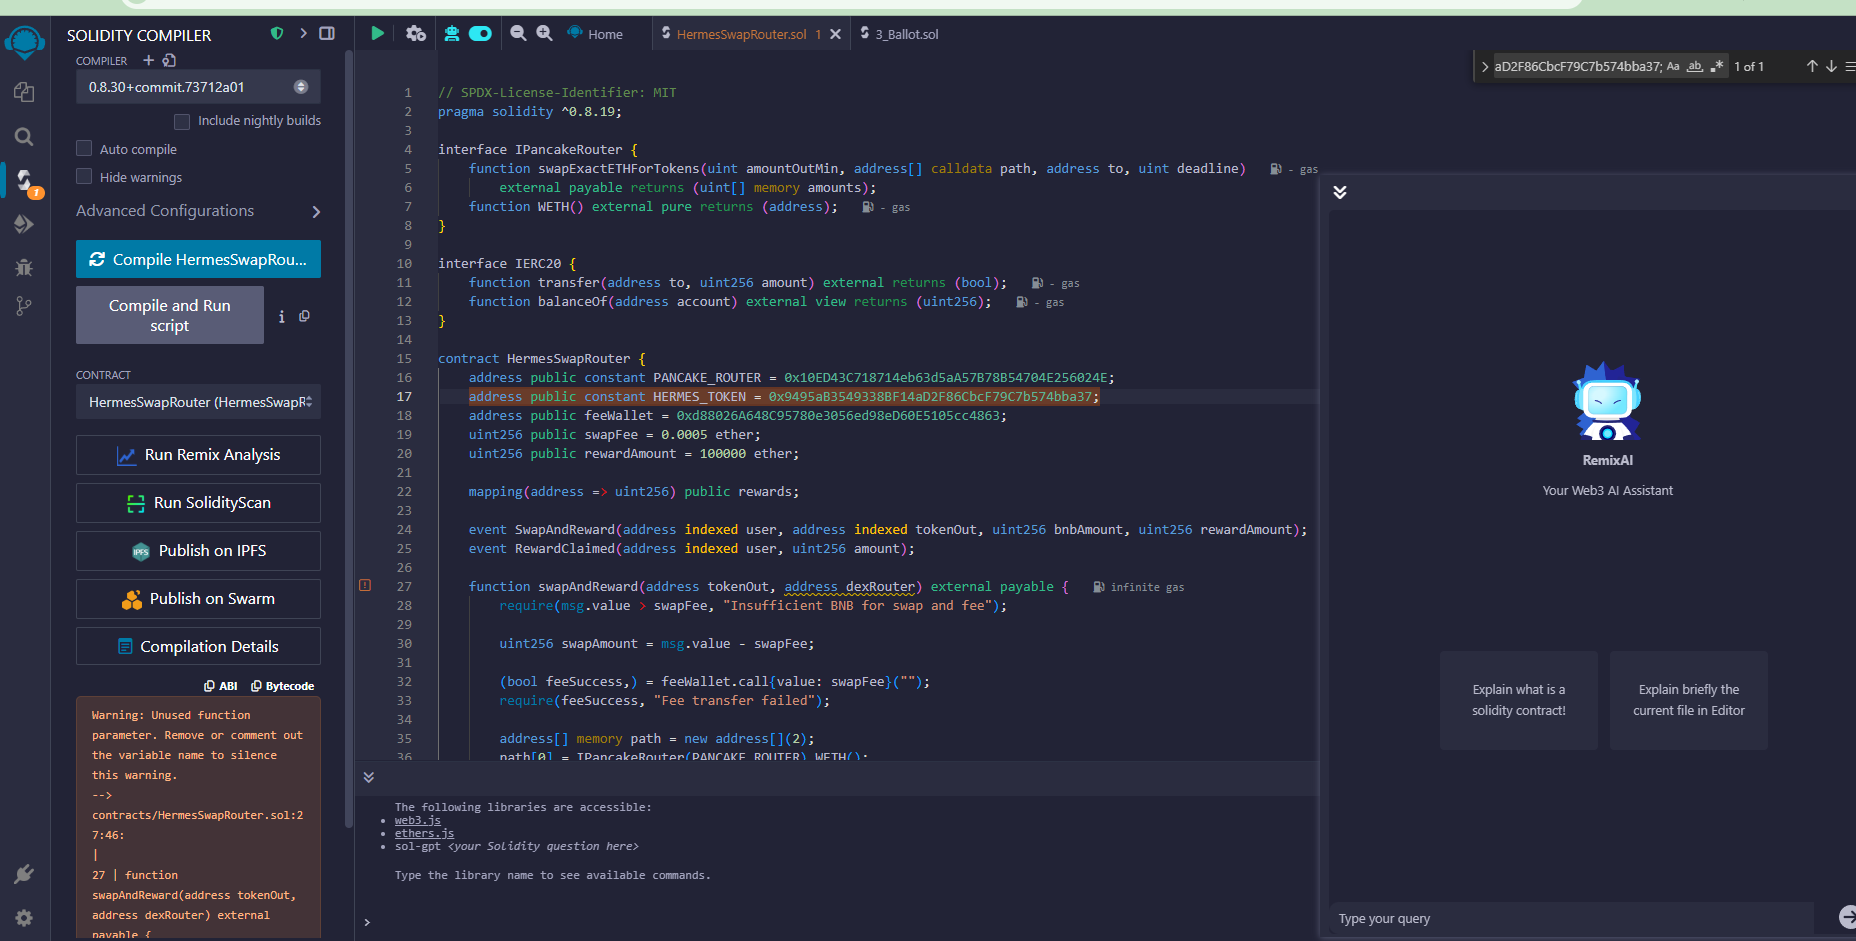 SOLIDITY COMPILER
COMPILER
0.8.30+commit.73712a01
Include nightly builds
Auto compile
Hide warnings
Advanced Configurations
Compile HermesSwapRou...
Compile and Run
script
CONTRACT
HermesSwapRouter (HermesSwapR
Run Remix Analysis
Run SolidityScan
IPFS
Publish on IPFS
Publish on Swarm
Compilation Details
ABI
Bytecode
Warning: Unused function
parameter. Remove or comment out
the variable name to silence
this warning.
-->
contracts/HermesSwapRouter.sol:2
7:46:
|
27 | function
swapAndReward(address tokenOut,
address dexRouter) external
payable {
1
Home
HermesSwapRouter.sol 1
3_Ballot.sol
aD2F86CbcF79C7b574bba37; Aa ab .* 1 of 1
1 // SPDX-License-Identifier: MIT
2 pragma solidity ^0.8.19;
3
4 interface IPancakeRouter {
5 function swapExactETHForTokens(uint amountOutMin, address[] calldata path, address to, uint deadline) - gas
6 external payable returns (uint[] memory amounts);
7 function WETH() external pure returns (address); - gas
8 }
9
10 interface IERC20 {
11 function transfer(address to, uint256 amount) external returns (bool); - gas
12 function balanceOf(address account) external view returns (uint256); - gas
13 }
14
15 contract HermesSwapRouter {
16 address public constant PANCAKE_ROUTER = 0x10ED43C718714eb63d5aA57B78B54704E256024E;
17 address public constant HERMES_TOKEN = 0x9495aB3549338BF14aD2F86CbcF79C7b574bba37;
18 address public feeWallet = 0xd88026A648C95780e3056ed98eD60E5105cc4863;
19 uint256 public swapFee = 0.0005 ether;
20 uint256 public rewardAmount = 100000 ether;
21
22 mapping(address => uint256) public rewards;
23
24 event SwapAndReward(address indexed user, address indexed tokenOut, uint256 bnbAmount, uint256 rewardAmount);
25 event RewardClaimed(address indexed user, uint256 amount);
26
27 function swapAndReward(address tokenOut, address dexRouter) external payable { infinite gas
28 require(msg.value > swapFee, "Insufficient BNB for swap and fee");
29
30 uint256 swapAmount = msg.value - swapFee;
31
32 (bool feeSuccess,) = feeWallet.call{value: swapFee}("");
33 require(feeSuccess, "Fee transfer failed");
34
35 address[] memory path = new address[](2);
36 path[0] = IPancakeRouter(PANCAKE_ROUTER).WETH();
The following libraries are accessible:
• web3.js
• ethers.js
• sol-gpt <your Solidity question here>
Type the library name to see available commands.
>
RemixAI
Your Web3 AI Assistant
Explain what is a
solidity contract!
Explain briefly the
current file in Editor
Type your query